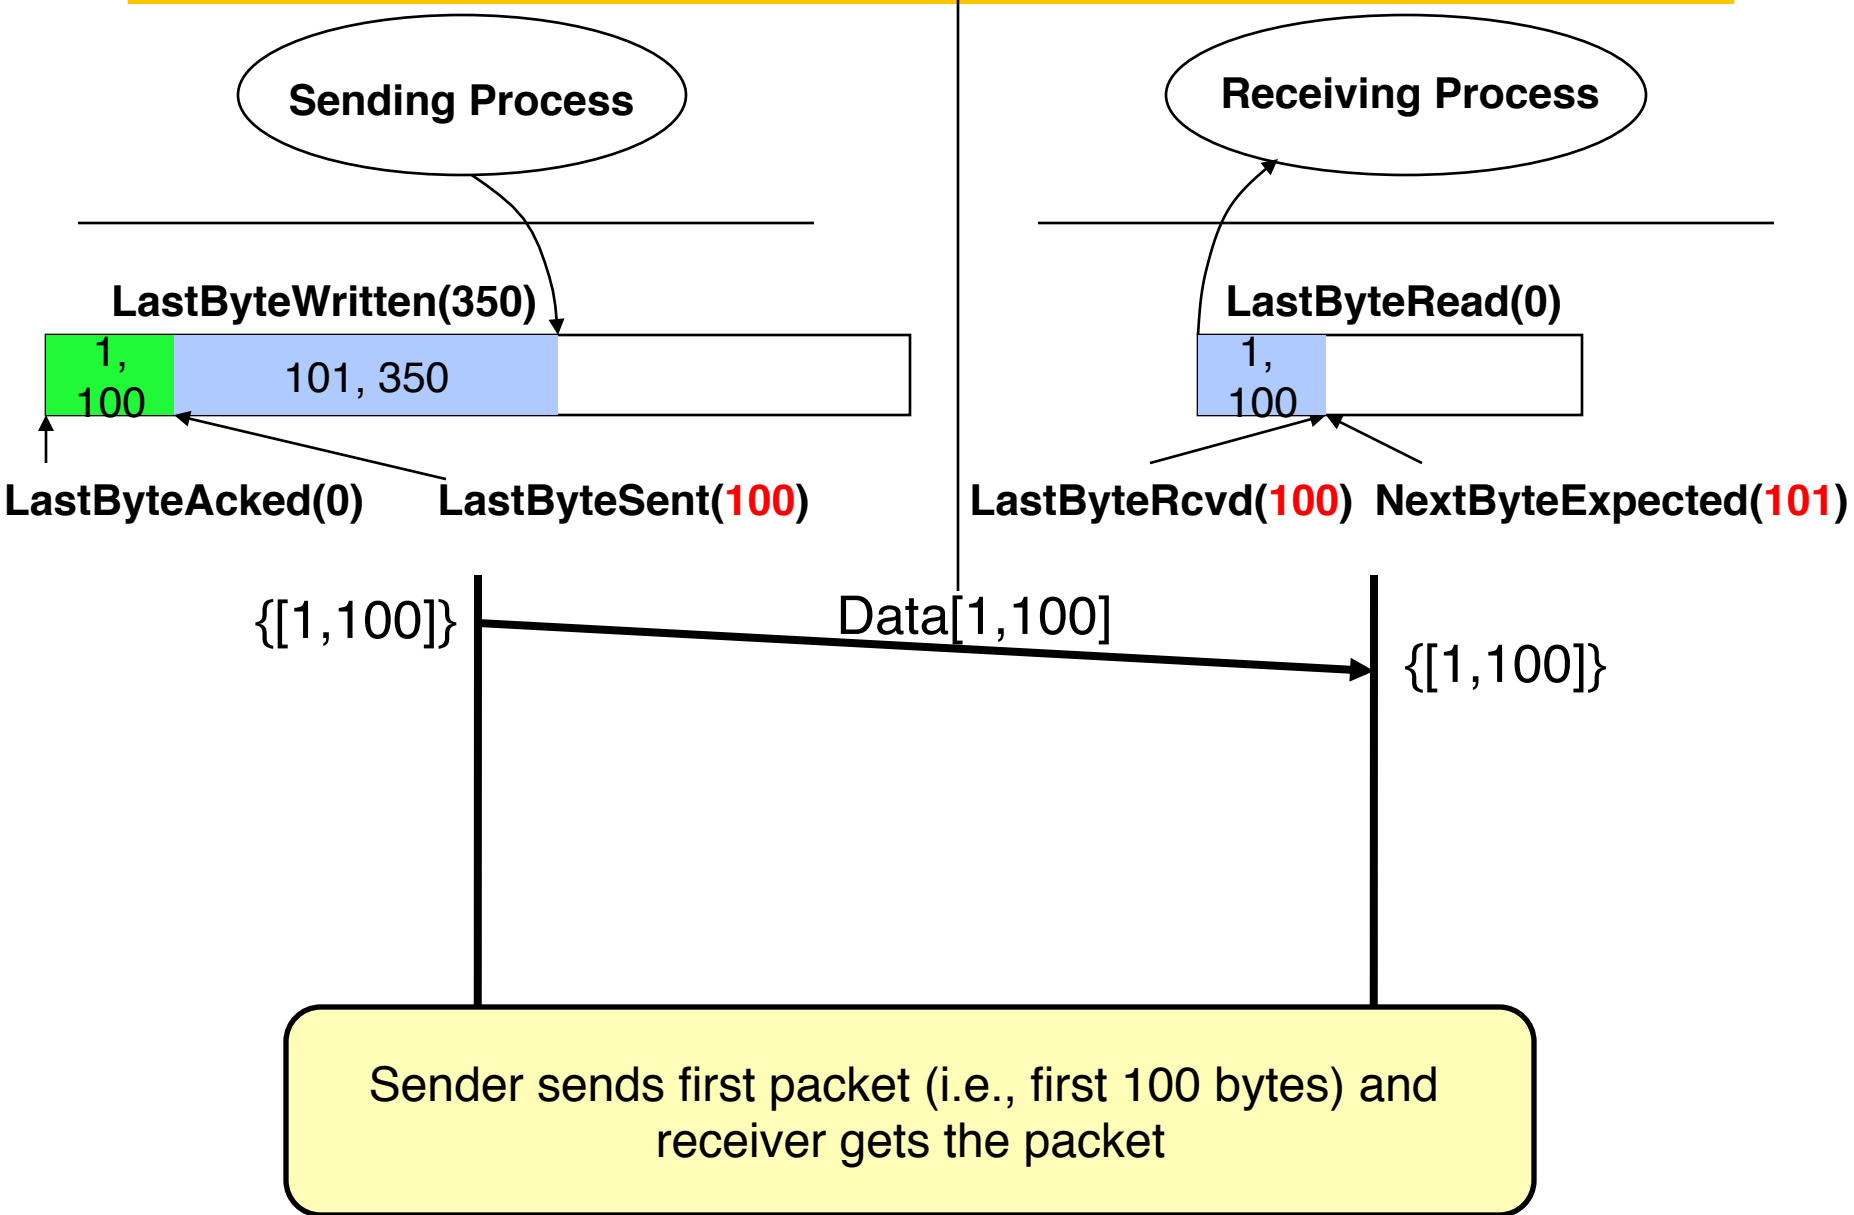 Sending Process
Receiving Process
LastByteWritten(350)
LastByteRead(0)
1,
100
101, 350
1,
100
LastByteAcked(0)
LastByteSent(100)
LastByteRcvd(100)
NextByteExpected(101)
{[1,100]}
Data[1,100]
{[1,100]}
Sender sends first packet (i.e., first 100 bytes) and
receiver gets the packet